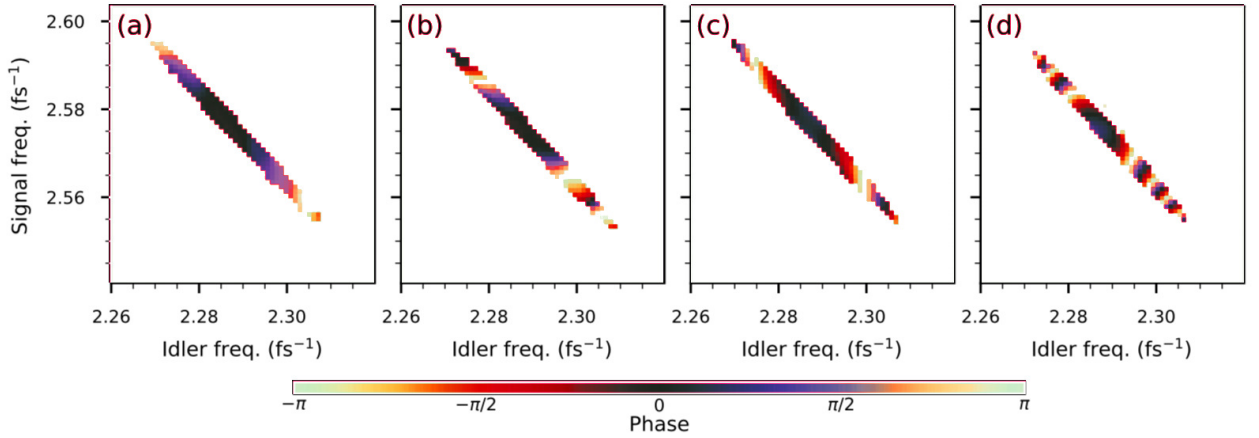 (a) (b) (c) (d)
2.60
2.58
2.56
Signal freq. (fs⁻¹)
2.26 2.28 2.30 2.26 2.28 2.30 2.26 2.28 2.30 2.26 2.28 2.30
Idler freq. (fs⁻¹) Idler freq. (fs⁻¹) Idler freq. (fs⁻¹) Idler freq. (fs⁻¹)
−π −π/2 0 π/2 π
Phase